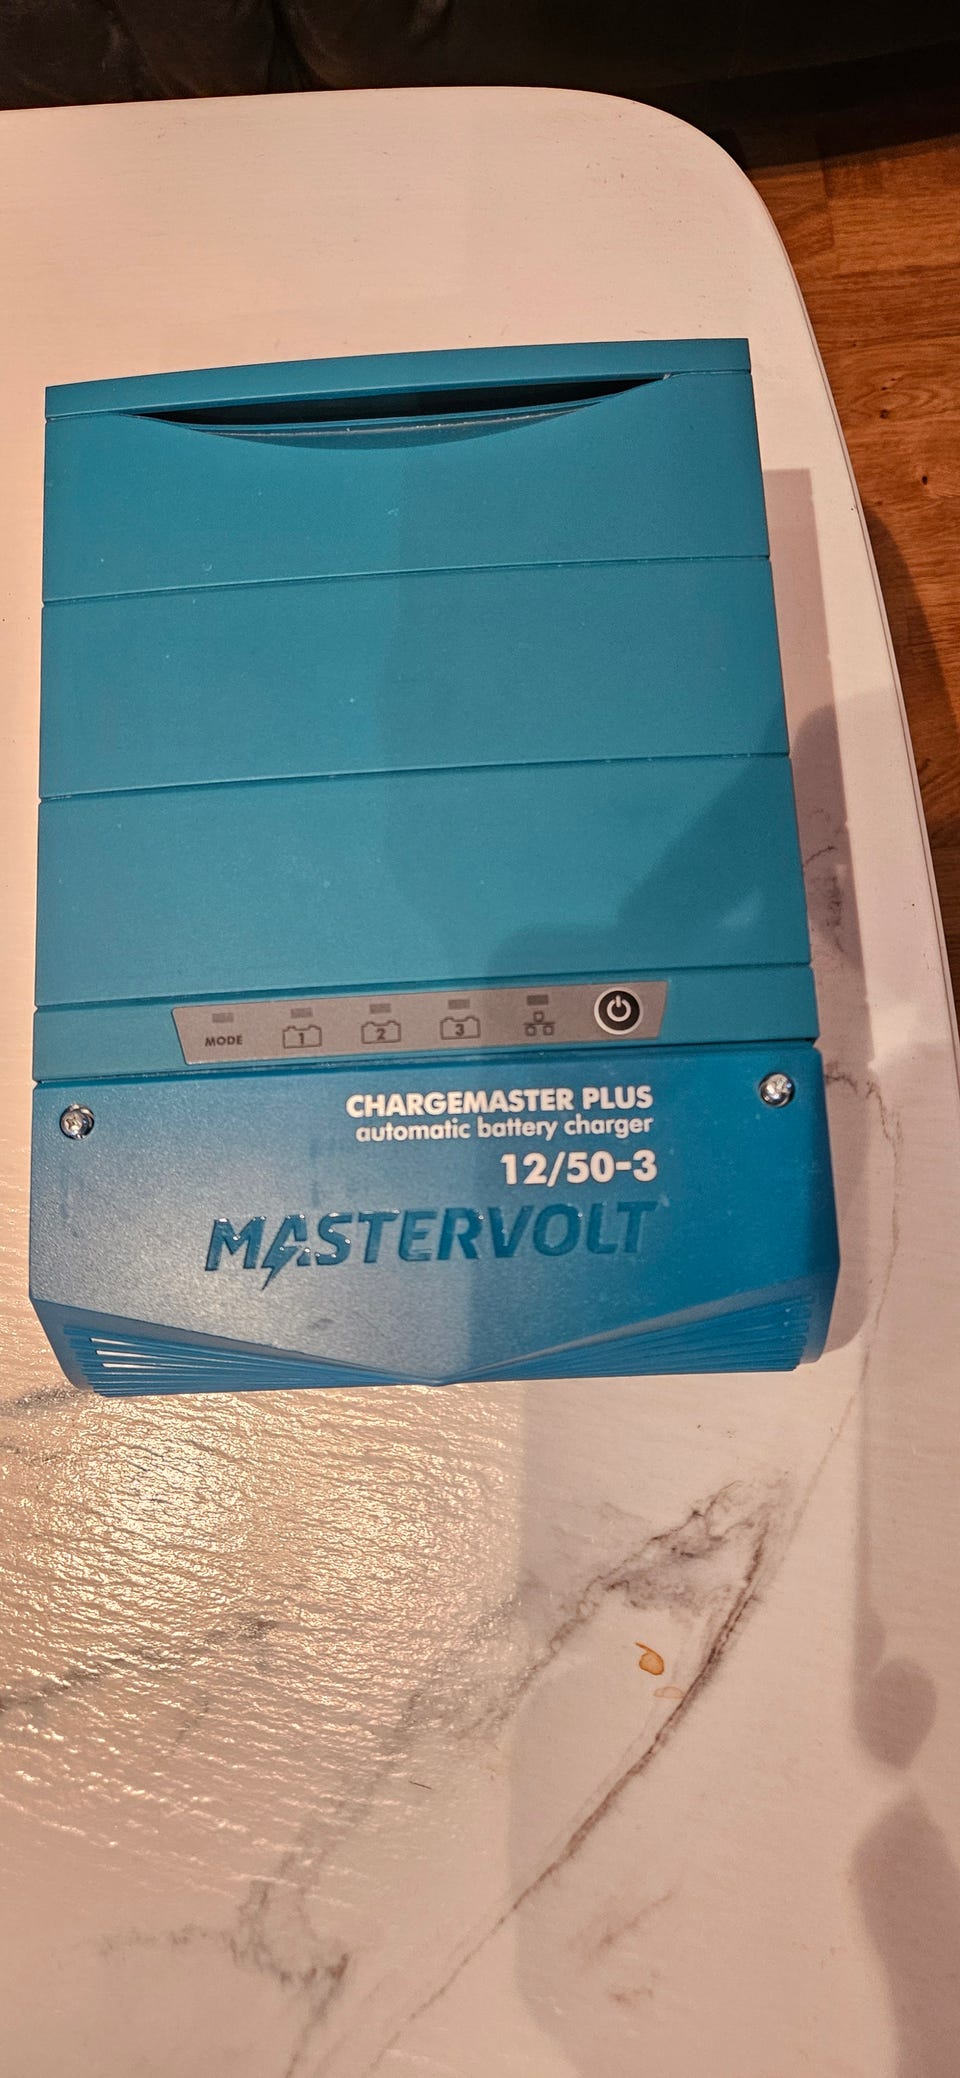 MODE 1 2 3
CHARGEMASTER PLUS
automatic battery charger
12/50-3
MASTERVOLT